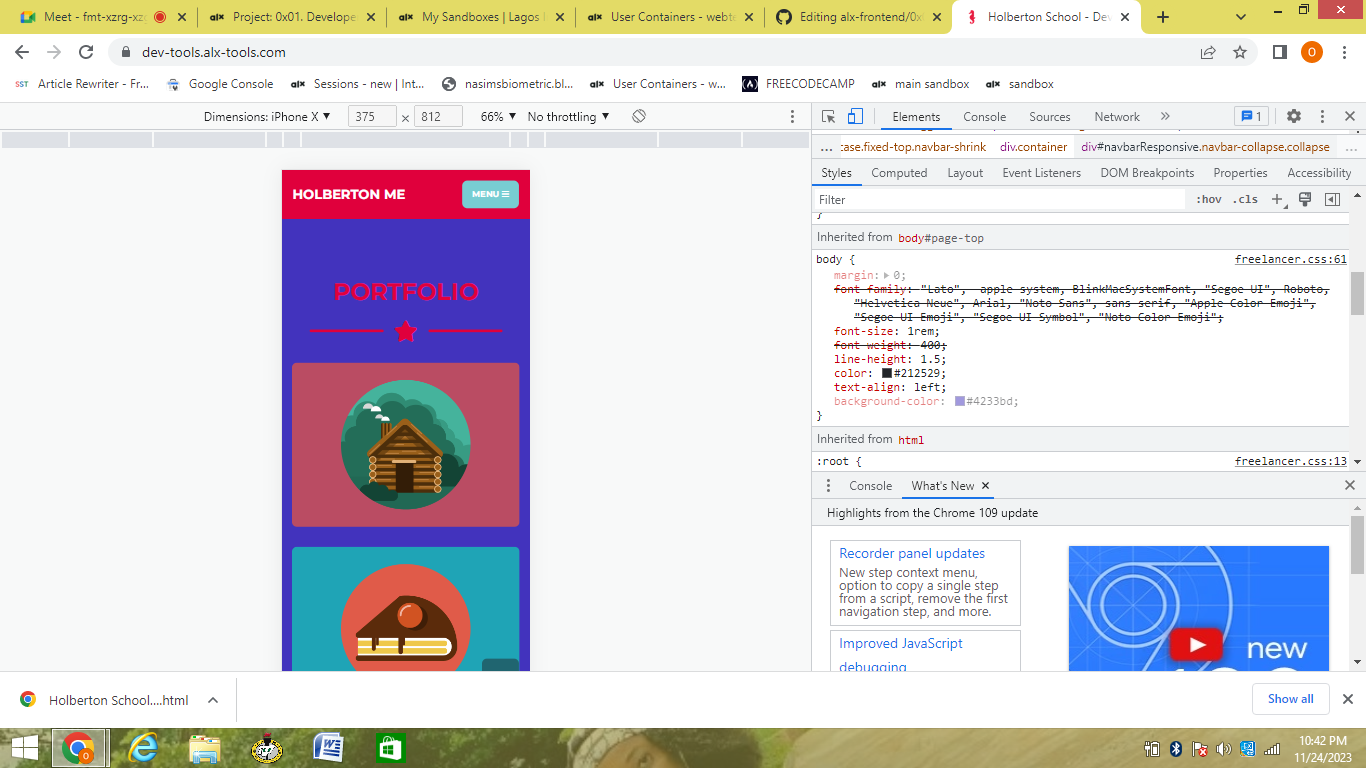 Meet - fmt-xzrg-xz
Project: 0x01. Develope
My Sandboxes | Lagos
User Containers - webte
Editing alx-frontend/0x
Holberton School - Dev
dev-tools.alx-tools.com
O
SST Article Rewriter - Fr...
Google Console
alx Sessions - new | Int...
nasimsbiometric.bl...
alx User Containers - w...
FREECODECAMP
alx main sandbox
alx sandbox
Dimensions: iPhone X ▼ 375 × 812 66% ▼ No throttling ▼
Elements Console Sources Network » 1
... case.fixed-top.navbar-shrink div.container div#navbarResponsive.navbar-collapse.collapse ...
Styles Computed Layout Event Listeners DOM Breakpoints Properties Accessibility
Filter :hov .cls +
}
Inherited from body#page-top
body { freelancer.css:61
margin: 0;
font-family: "Lato", -apple-system, BlinkMacSystemFont, "Segoe UI", Roboto,
"Helvetica Neue", Arial, "Noto Sans", sans-serif, "Apple Color Emoji",
"Segoe UI Emoji", "Segoe UI Symbol", "Noto Color Emoji";
font-size: 1rem;
font-weight: 400;
line-height: 1.5;
color: #212529;
text-align: left;
background-color: #4233bd;
}
Inherited from html
:root { freelancer.css:13
HOLBERTON ME
MENU
PORTFOLIO
Console What's New ×
Highlights from the Chrome 109 update
Recorder panel updates
New step context menu,
option to copy a single step
from a script, remove the first
navigation step, and more.
Improved JavaScript
debugging
new
Holberton School....html
Show all
10:42 PM
11/24/2023